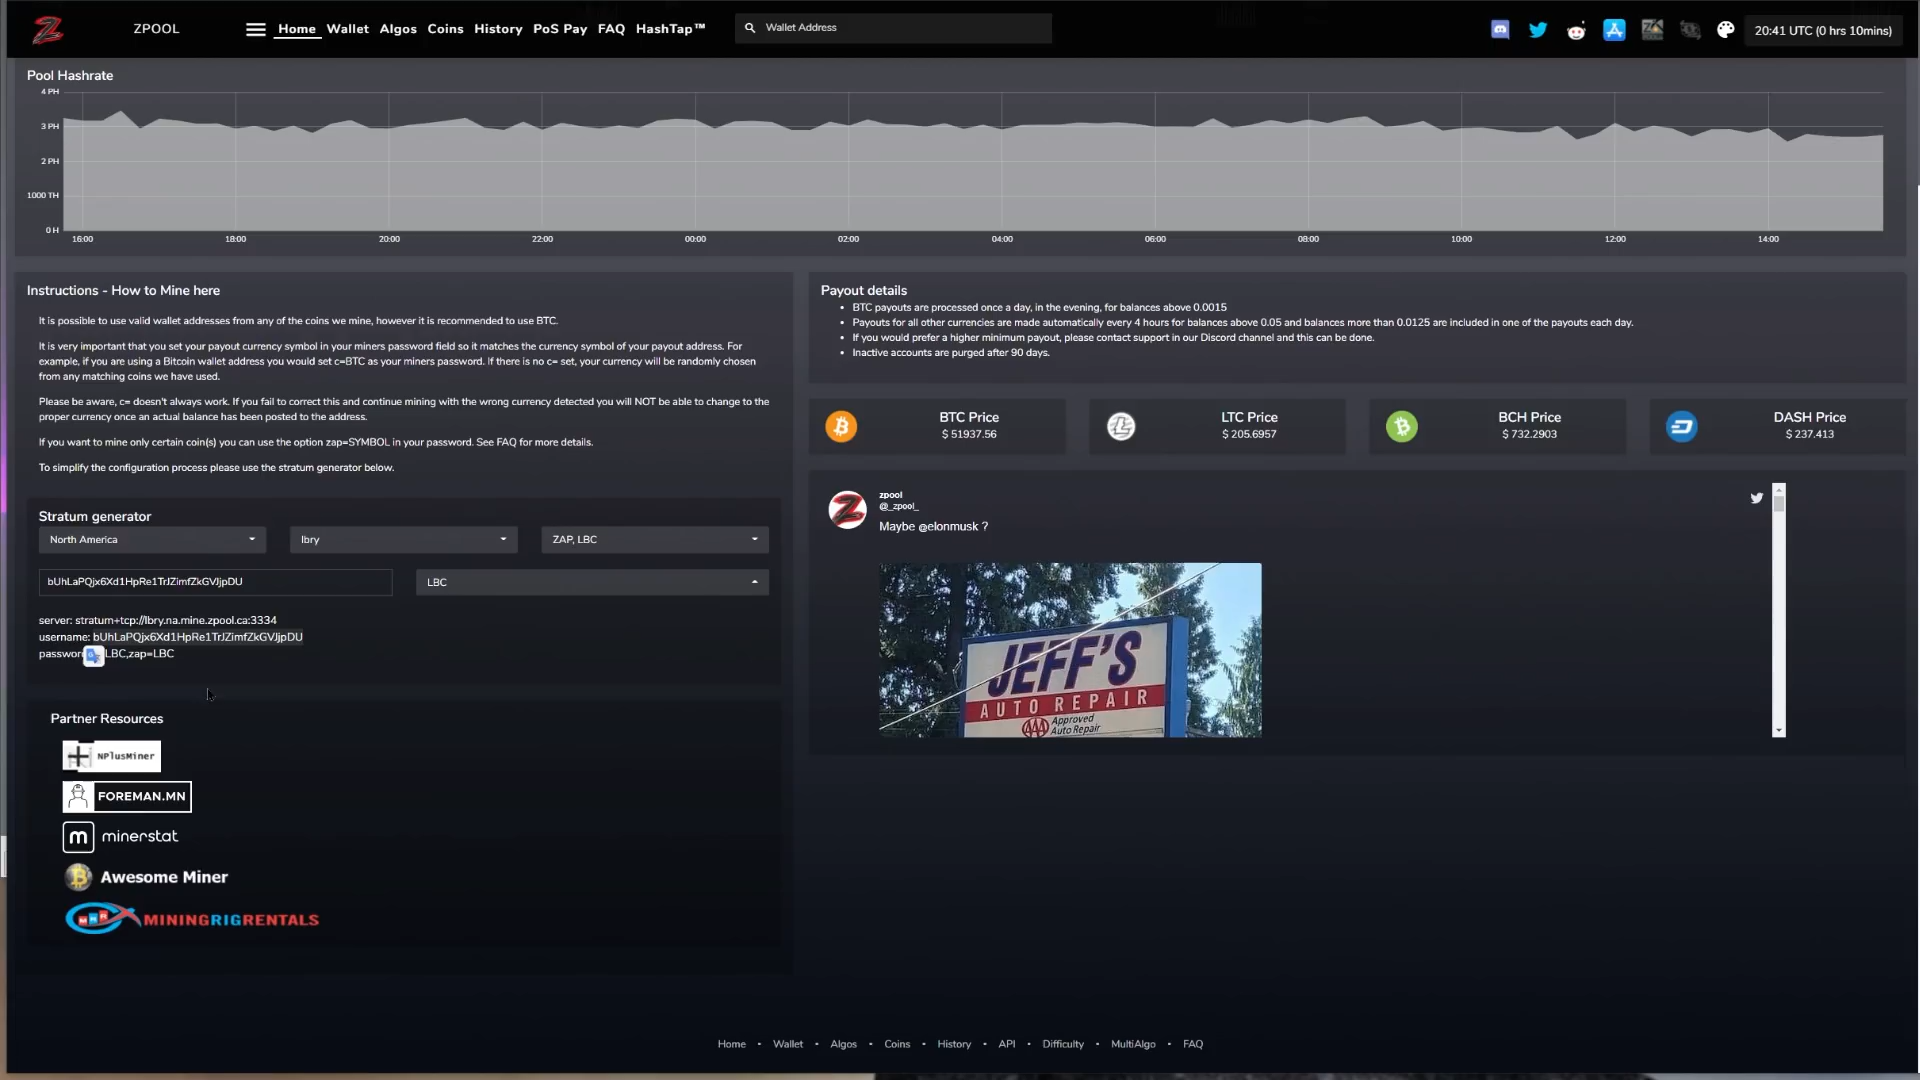 ZPOOL
Home Wallet Algos Coins History PoS Pay FAQ HashTap™
Wallet Address
20:41 UTC (0 hrs 10mins)
Pool Hashrate
4 PH
3 PH
2 PH
1000 TH
0 H
16:00 18:00 20:00 22:00 00:00 02:00 04:00 06:00 08:00 10:00 12:00 14:00
Instructions - How to Mine here
It is possible to use valid wallet addresses from any of the coins we mine, however it is recommended to use BTC.
It is very important that you set your payout currency symbol in your miners password field so it matches the currency symbol of your payout address. For
example, if you are using a Bitcoin wallet address you would set c=BTC as your miners password. If there is no c= set, your currency will be randomly chosen
from any matching coins we have used.
Please be aware, c= doesn't always work. If you fail to correct this and continue mining with the wrong currency detected you will NOT be able to change to the
proper currency once an actual balance has been posted to the address.
If you want to mine only certain coin(s) you can use the option zap=SYMBOL in your password. See FAQ for more details.
To simplify the configuration process please use the stratum generator below.
Stratum generator
North America
lbry
ZAP, LBC
bUhLaPQjx6Xd1HpRe1TrJZimfZkGVJjpDU
LBC
server: stratum+tcp://lbry.na.mine.zpool.ca:3334
username: bUhLaPQjx6Xd1HpRe1TrJZimfZkGVJjpDU
LBC,zap=LBC
Partner Resources
NPlusMiner
FOREMAN.MN
m minerstat
Awesome Miner
MRR MININGRIGRENTALS
Payout details
• BTC payouts are processed once a day, in the evening, for balances above 0.0015
• Payouts for all other currencies are made automatically every 4 hours for balances above 0.05 and balances more than 0.0125 are included in one of the payouts each day.
• If you would prefer a higher minimum payout, please contact support in our Discord channel and this can be done.
• Inactive accounts are purged after 90 days.
BTC Price
$ 51937.56
LTC Price
$ 205.6957
BCH Price
$ 732.2903
DASH Price
$ 237.413
zpool
@_zpool_
Maybe @elonmusk ?
JEFF'S
AUTO REPAIR
AAA Approved
Auto Repair
Home • Wallet • Algos • Coins • History • API • Difficulty • MultiAlgo • FAQ